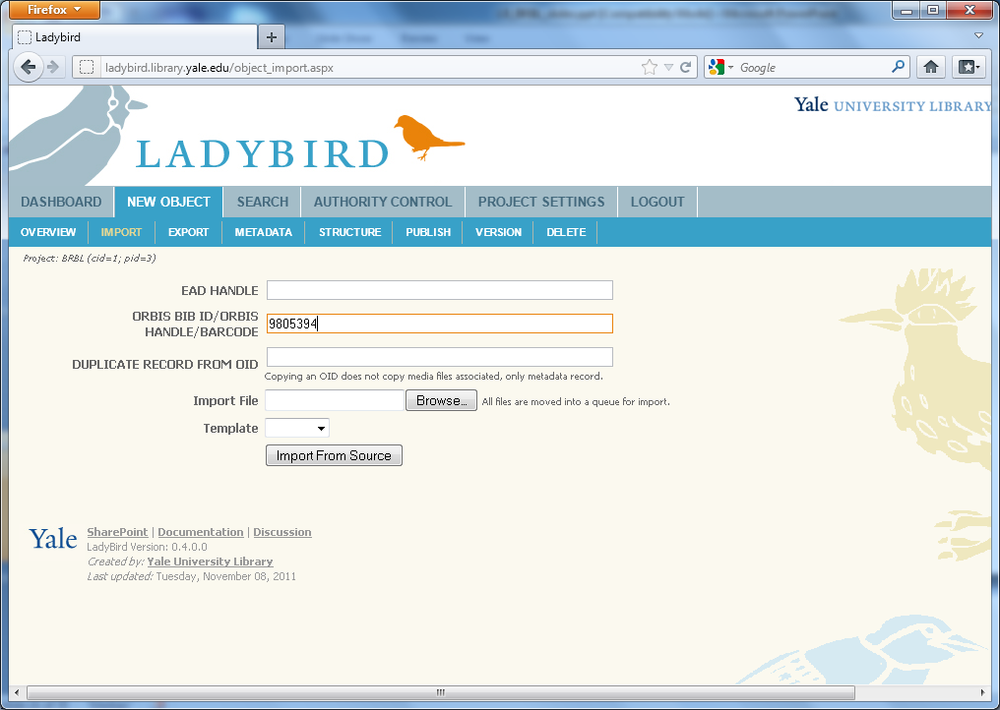 Firefox
Ladybird
ladybird.library.yale.edu/object_import.aspx
Google
Yale UNIVERSITY LIBRARY
LADYBIRD
DASHBOARD NEW OBJECT SEARCH AUTHORITY CONTROL PROJECT SETTINGS LOGOUT
OVERVIEW IMPORT EXPORT METADATA STRUCTURE PUBLISH VERSION DELETE
Project: BRBL (cid=1; pid=3)
EAD HANDLE
ORBIS BIB ID/ORBIS
HANDLE/BARCODE
9805394
DUPLICATE RECORD FROM OID
Copying an OID does not copy media files associated, only metadata record.
Import File Browse... All files are moved into a queue for import.
Template
Import From Source
Yale
SharePoint | Documentation | Discussion
LadyBird Version: 0.4.0.0
Created by: Yale University Library
Last updated: Tuesday, November 08, 2011